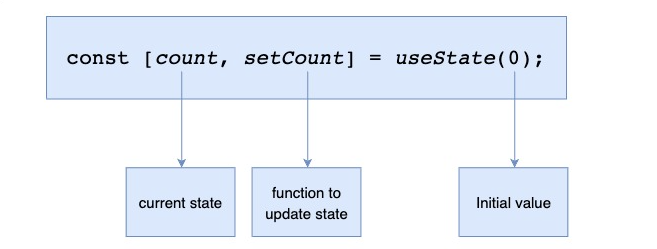 const [count, setCount] = useState(0);
current state
function to
update state
Initial value